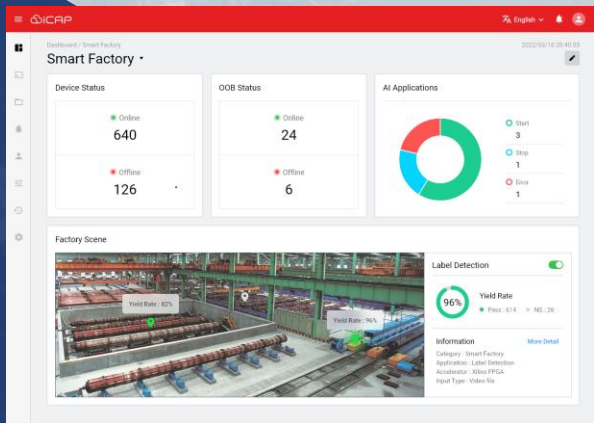 iCAP
English
Dashboard / Smart Factory
2022/03/16 20:40:55
Smart Factory
Device Status
Online
640
Offline
126
OOB Status
Online
24
Offline
6
AI Applications
Start
3
Stop
1
Error
1
Factory Scene
Yield Rate : 82%
Yield Rate : 96%
Label Detection
96%
Yield Rate
Pass : 614
NG : 26
Information
More Detail
Category : Smart Factory
Application : Label Detection
Accelerator : Xilinx FPGA
Input Type : Video file